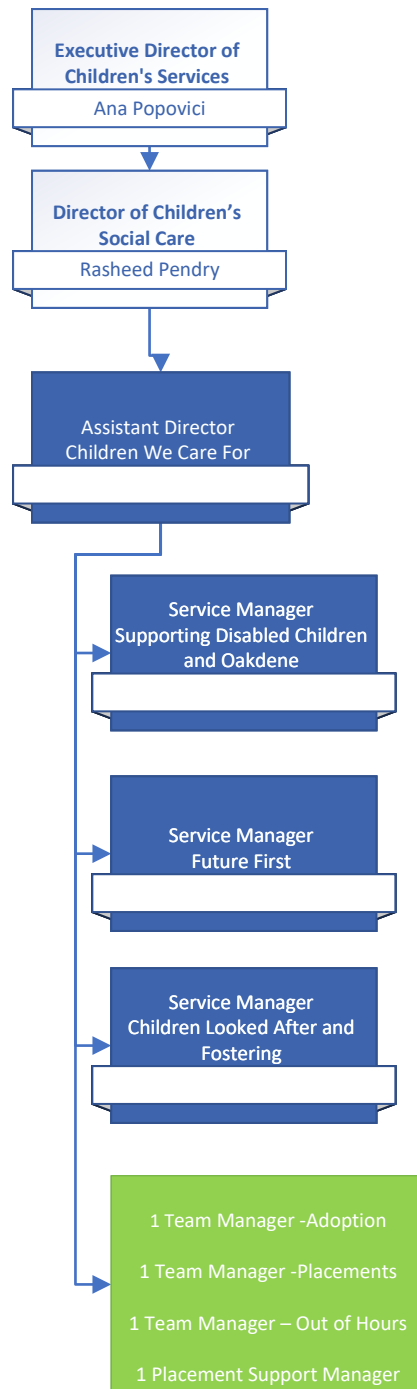 Executive Director of
Children's Services
Ana Popovici
Director of Children’s
Social Care
Rasheed Pendry
Assistant Director
Children We Care For
Service Manager
Supporting Disabled Children
and Oakdene
Service Manager
Future First
Service Manager
Children Looked After and
Fostering
1 Team Manager -Adoption
1 Team Manager -Placements
1 Team Manager – Out of Hours
1 Placement Support Manager